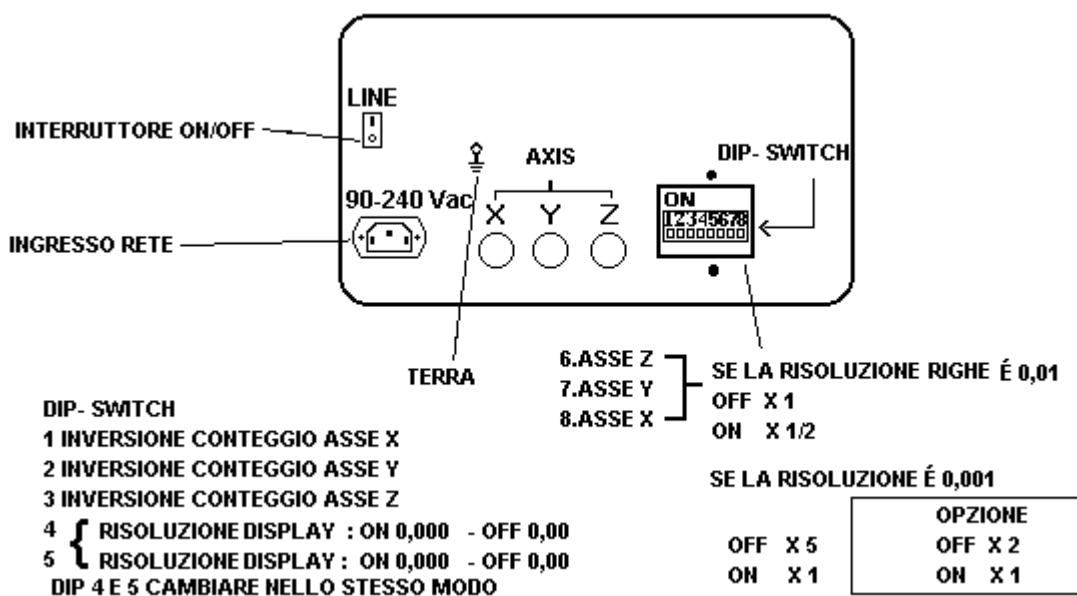 LINE
INTERRUTTORE ON/OFF
AXIS
DIP- SWITCH
90-240 Vac
X Y Z
ON
12345678
INGRESSO RETE
TERRA
6.ASSE Z
7.ASSE Y
8.ASSE X
SE LA RISOLUZIONE RIGHE É 0,01
OFF X 1
ON X 1/2
DIP- SWITCH
1 INVERSIONE CONTEGGIO ASSE X
2 INVERSIONE CONTEGGIO ASSE Y
3 INVERSIONE CONTEGGIO ASSE Z
4 { RISOLUZIONE DISPLAY : ON 0,000 - OFF 0,00
5 RISOLUZIONE DISPLAY : ON 0,000 - OFF 0,00
DIP 4 E 5 CAMBIARE NELLO STESSO MODO
SE LA RISOLUZIONE É 0,001
OFF X 5
ON X 1
OPZIONE
OFF X 2
ON X 1